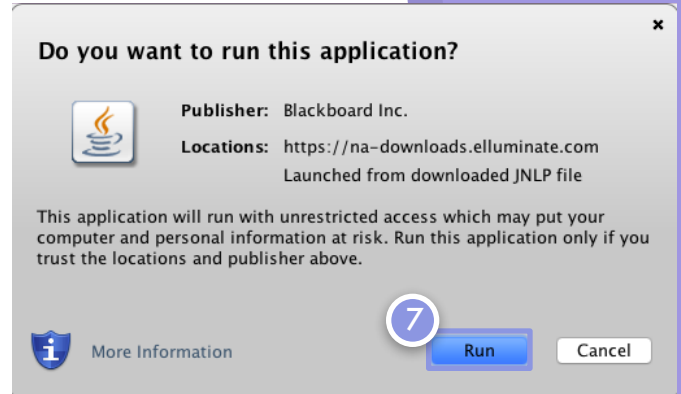 Do you want to run this application?
Publisher: Blackboard Inc.
Locations: https://na-downloads.elluminate.com
Launched from downloaded JNLP file
This application will run with unrestricted access which may put your
computer and personal information at risk. Run this application only if you
trust the locations and publisher above.
7
More Information
Run
Cancel